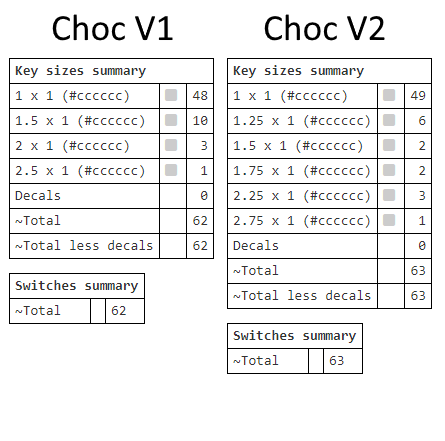 Choc V1
Key sizes summary
1 x 1 (#cccccc) 48
1.5 x 1 (#cccccc) 10
2 x 1 (#cccccc) 3
2.5 x 1 (#cccccc) 1
Decals 0
~Total 62
~Total less decals 62
Switches summary
~Total 62
Choc V2
Key sizes summary
1 x 1 (#cccccc) 49
1.25 x 1 (#cccccc) 6
1.5 x 1 (#cccccc) 2
1.75 x 1 (#cccccc) 2
2.25 x 1 (#cccccc) 3
2.75 x 1 (#cccccc) 1
Decals 0
~Total 63
~Total less decals 63
Switches summary
~Total 63